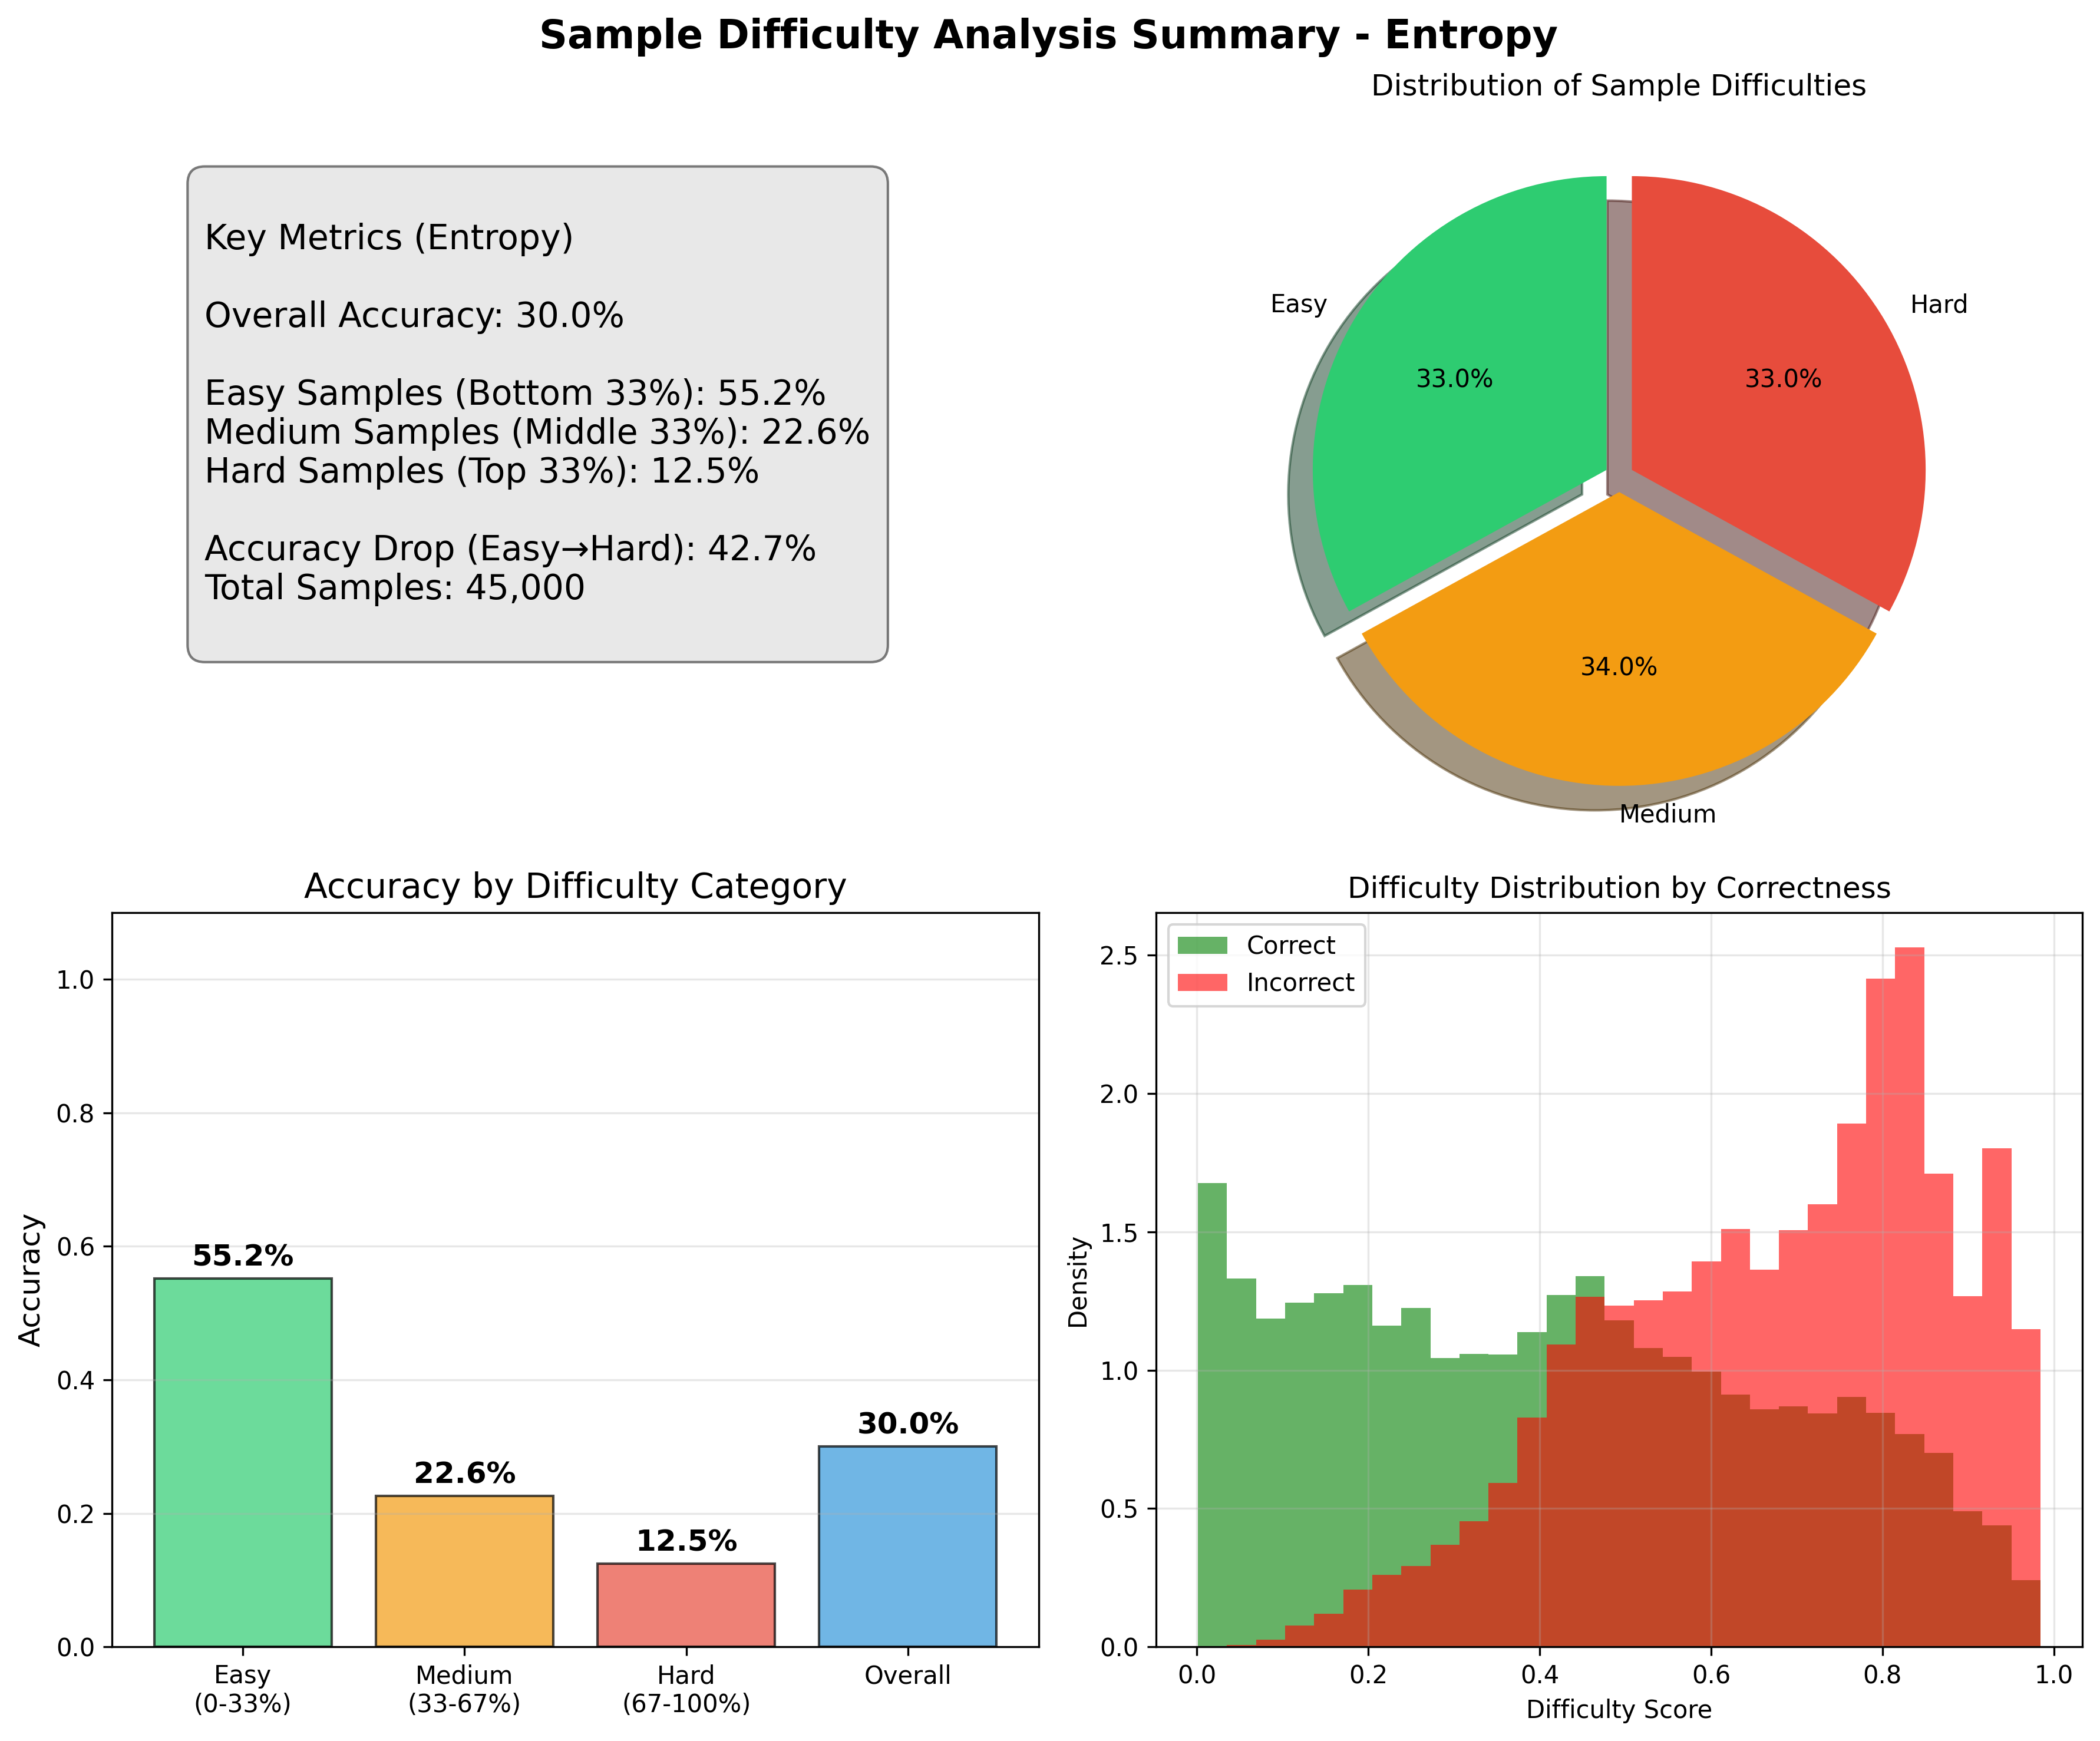 Sample Difficulty Analysis Summary - Entropy
Key Metrics (Entropy)
Overall Accuracy: 30.0%
Easy Samples (Bottom 33%): 55.2%
Medium Samples (Middle 33%): 22.6%
Hard Samples (Top 33%): 12.5%
Accuracy Drop (Easy→Hard): 42.7%
Total Samples: 45,000
Distribution of Sample Difficulties
Easy
Hard
33.0%
33.0%
34.0%
Medium
Accuracy by Difficulty Category
Accuracy
1.0
0.8
0.6
0.4
0.2
0.0
55.2%
22.6%
12.5%
30.0%
Easy
(0-33%)
Medium
(33-67%)
Hard
(67-100%)
Overall
Difficulty Distribution by Correctness
Correct
Incorrect
Density
2.5
2.0
1.5
1.0
0.5
0.0
0.0
0.2
0.4
0.6
0.8
1.0
Difficulty Score